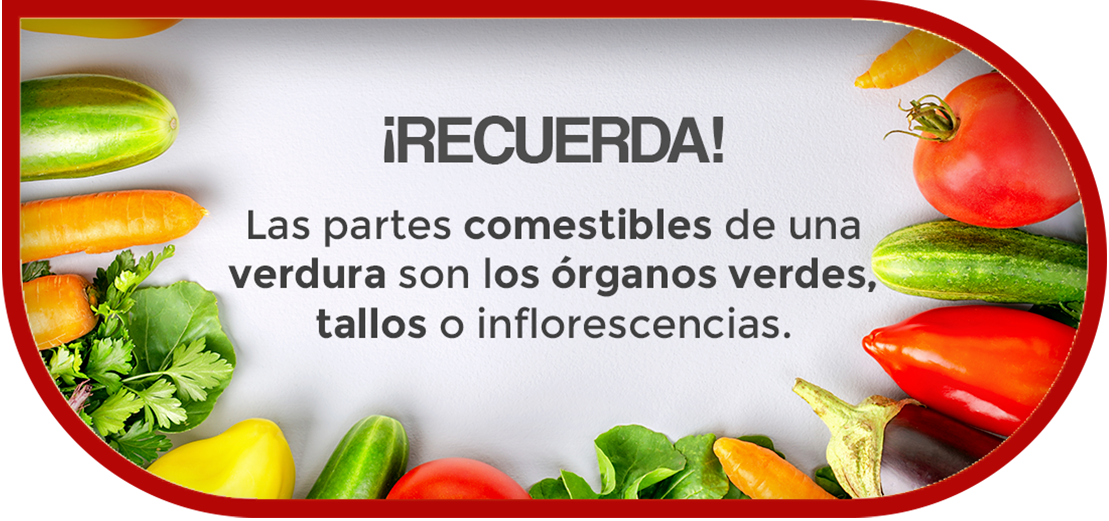 ¡RECUERDA!
Las partes comestibles de una
verdura son los órganos verdes,
tallos o inflorescencias.